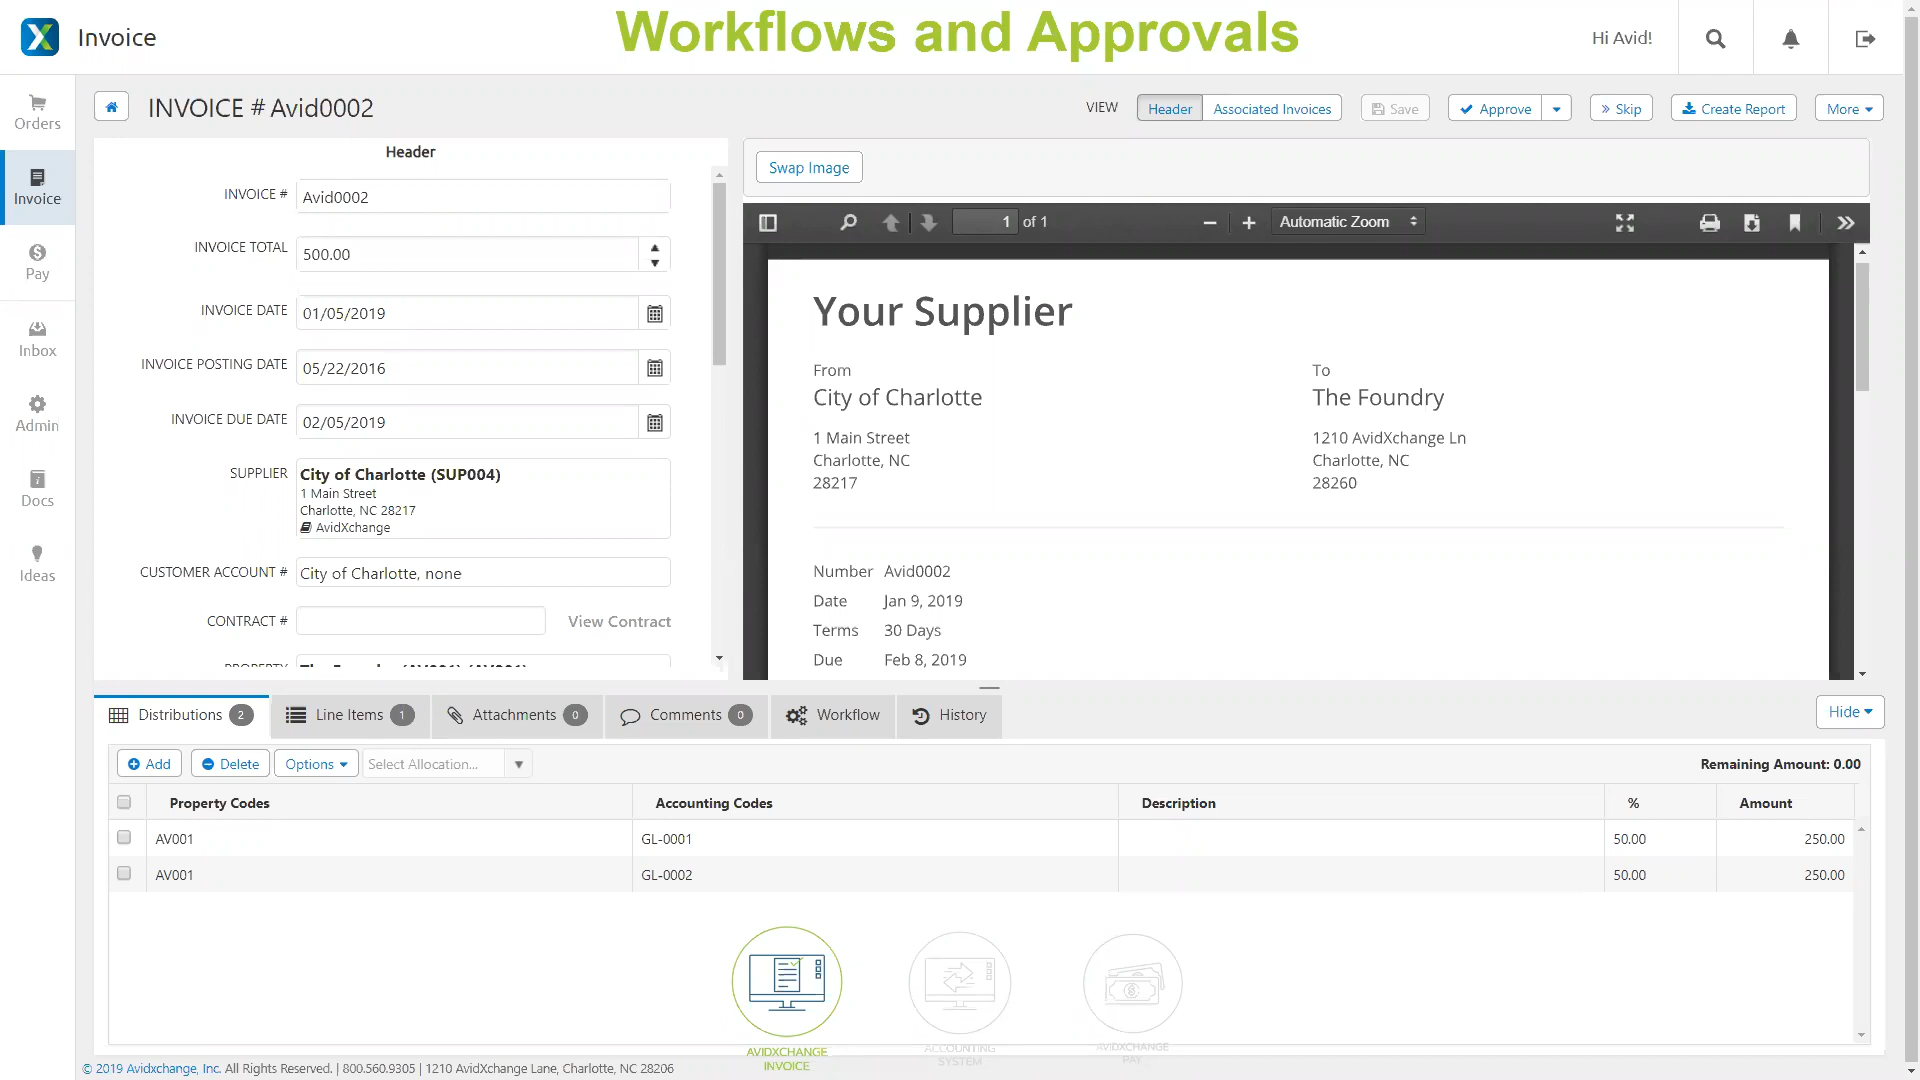 Invoice
Workflows and Approvals
Hi Avid!
INVOICE # Avid0002
VIEW
Header
Associated Invoices
Save
Approve
Skip
Create Report
More
Orders
Invoice
Pay
Inbox
Admin
Docs
Ideas
Header
INVOICE # Avid0002
INVOICE TOTAL 500.00
INVOICE DATE 01/05/2019
INVOICE POSTING DATE 05/22/2016
INVOICE DUE DATE 02/05/2019
SUPPLIER City of Charlotte (SUP004)
1 Main Street
Charlotte, NC 28217
AvidXchange
CUSTOMER ACCOUNT # City of Charlotte, none
CONTRACT # View Contract
PROPERTY The Foundry (AV001) (AV001)
Swap Image
1 of 1
Automatic Zoom
Your Supplier
From
City of Charlotte
1 Main Street
Charlotte, NC
28217
To
The Foundry
1210 AvidXchange Ln
Charlotte, NC
28260
Number Avid0002
Date Jan 9, 2019
Terms 30 Days
Due Feb 8, 2019
Distributions 2
Line Items 1
Attachments 0
Comments 0
Workflow
History
Hide
Add
Delete
Options
Select Allocation...
Remaining Amount: 0.00
Property Codes Accounting Codes Description % Amount
AV001 GL-0001 50.00 250.00
AV001 GL-0002 50.00 250.00
AVIDXCHANGE
INVOICE
ACCOUNTING
SYSTEM
AVIDXCHANGE
PAY
© 2019 Avidxchange, Inc. All Rights Reserved. | 800.560.9305 | 1210 AvidXchange Lane, Charlotte, NC 28206